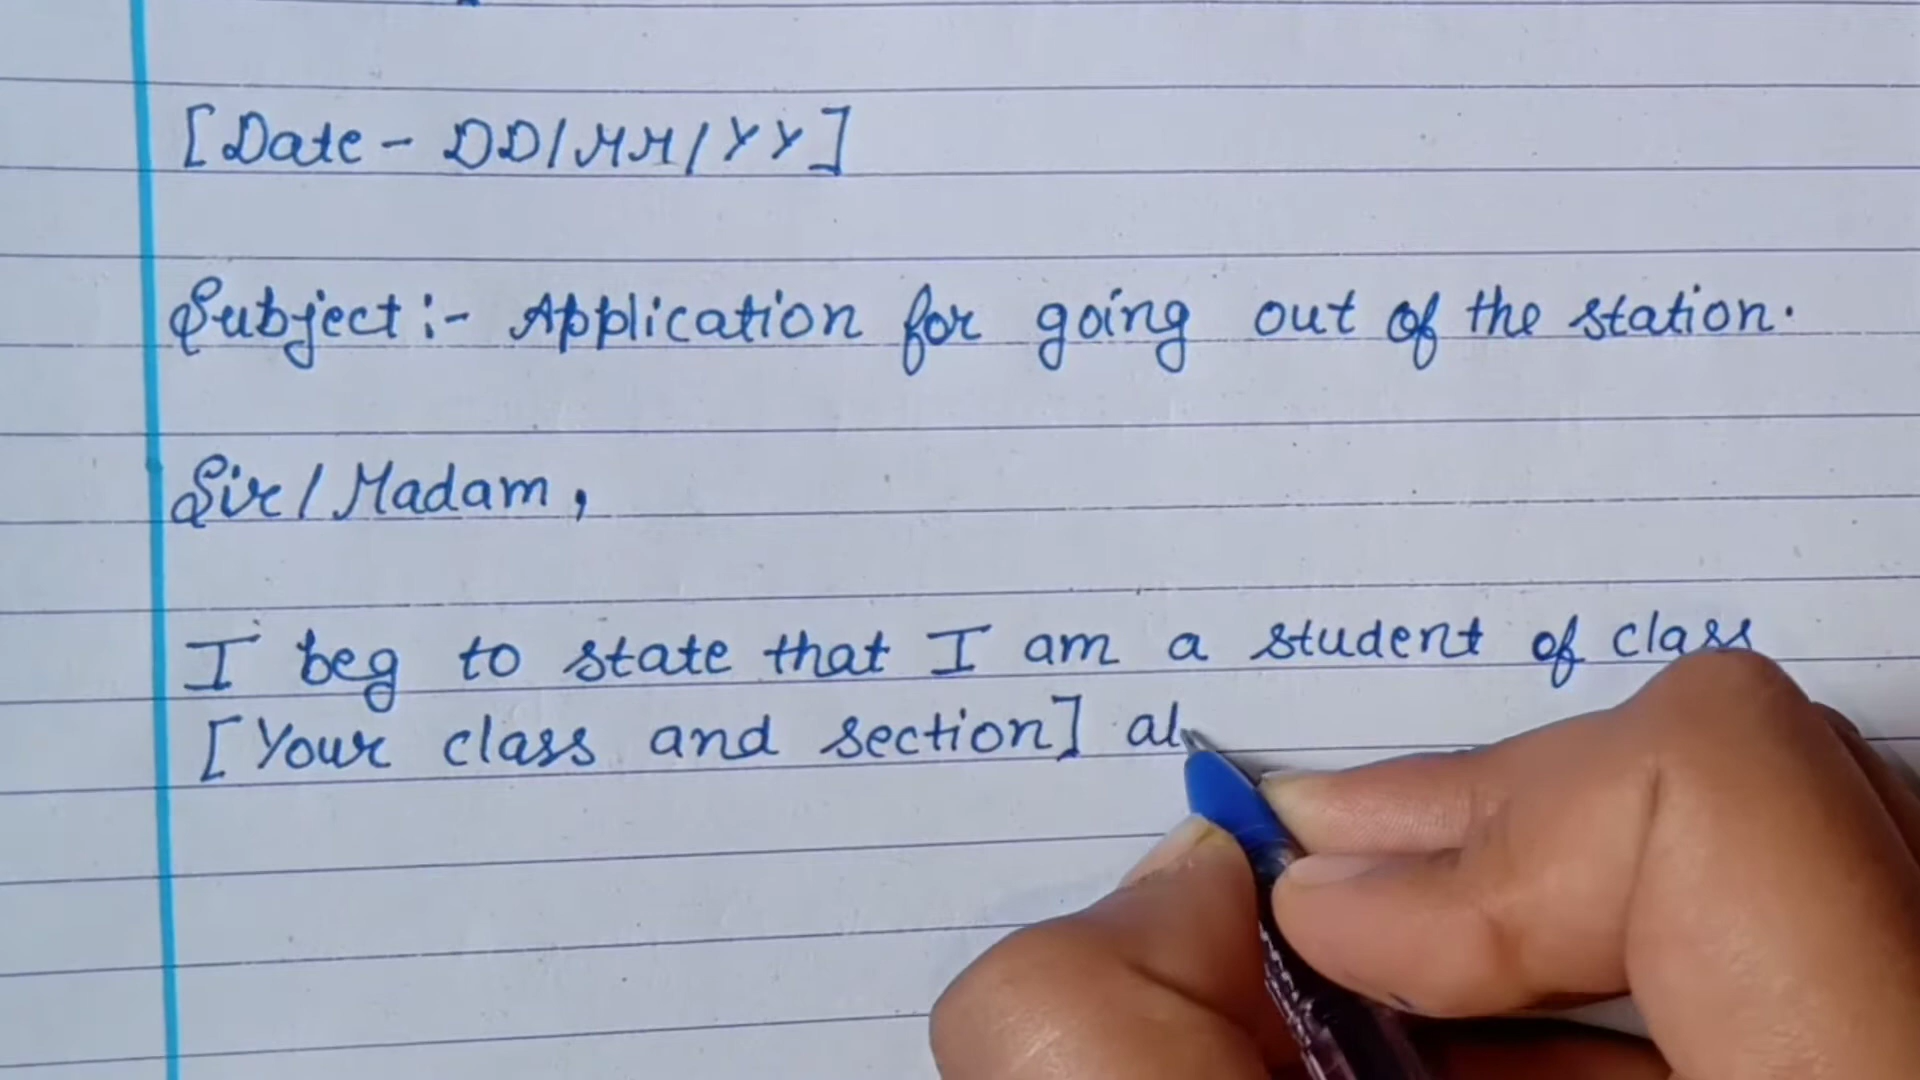 [Date - DD/MM/YY]
Subject:- Application for going out of the station.
Sir/Madam,
I beg to state that I am a student of class
[Your class and section]